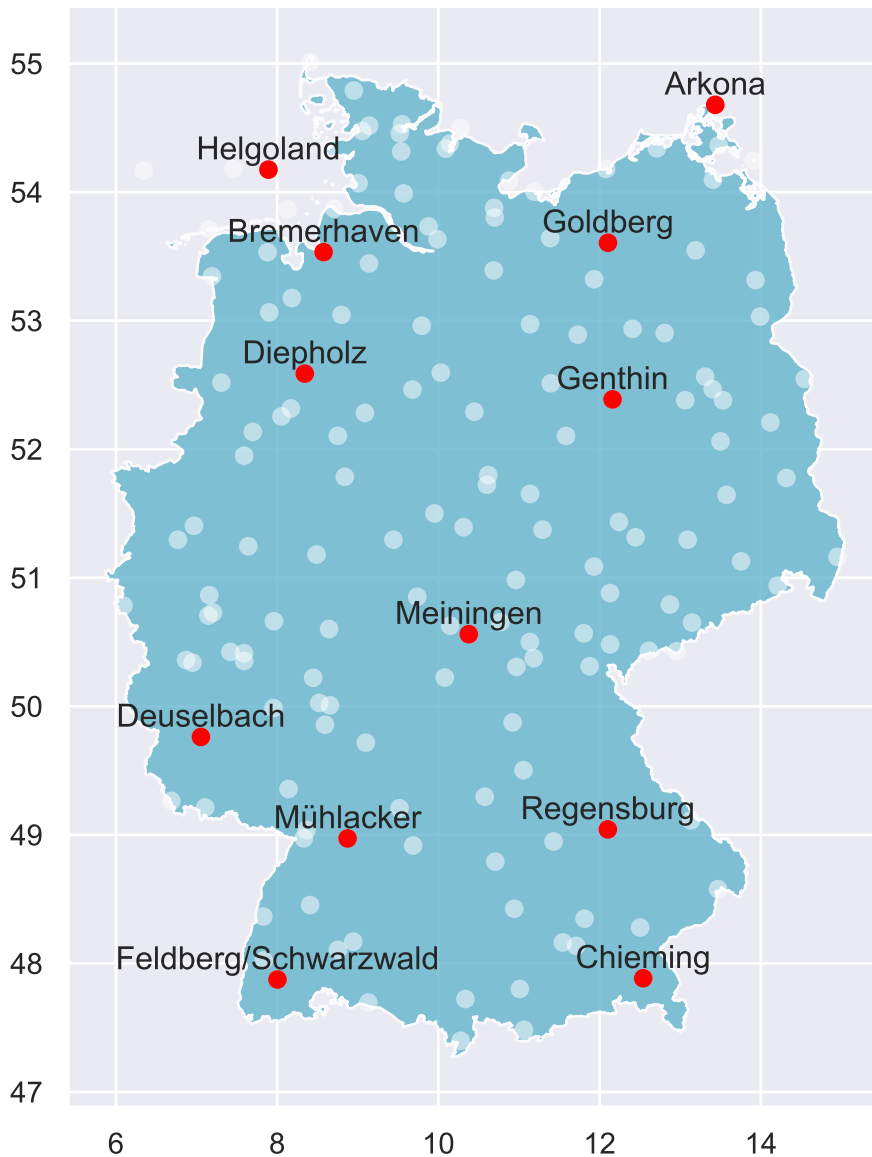 55
Arkona
Helgoland
54
Goldberg
Bremerhaven
53
Diepholz
Genthin
52
51
Meiningen
50
Deuselbach
Regensburg
Mühlacker
49
48
Feldberg/Schwarzwald
Chieming
47
6 8 10 12 14